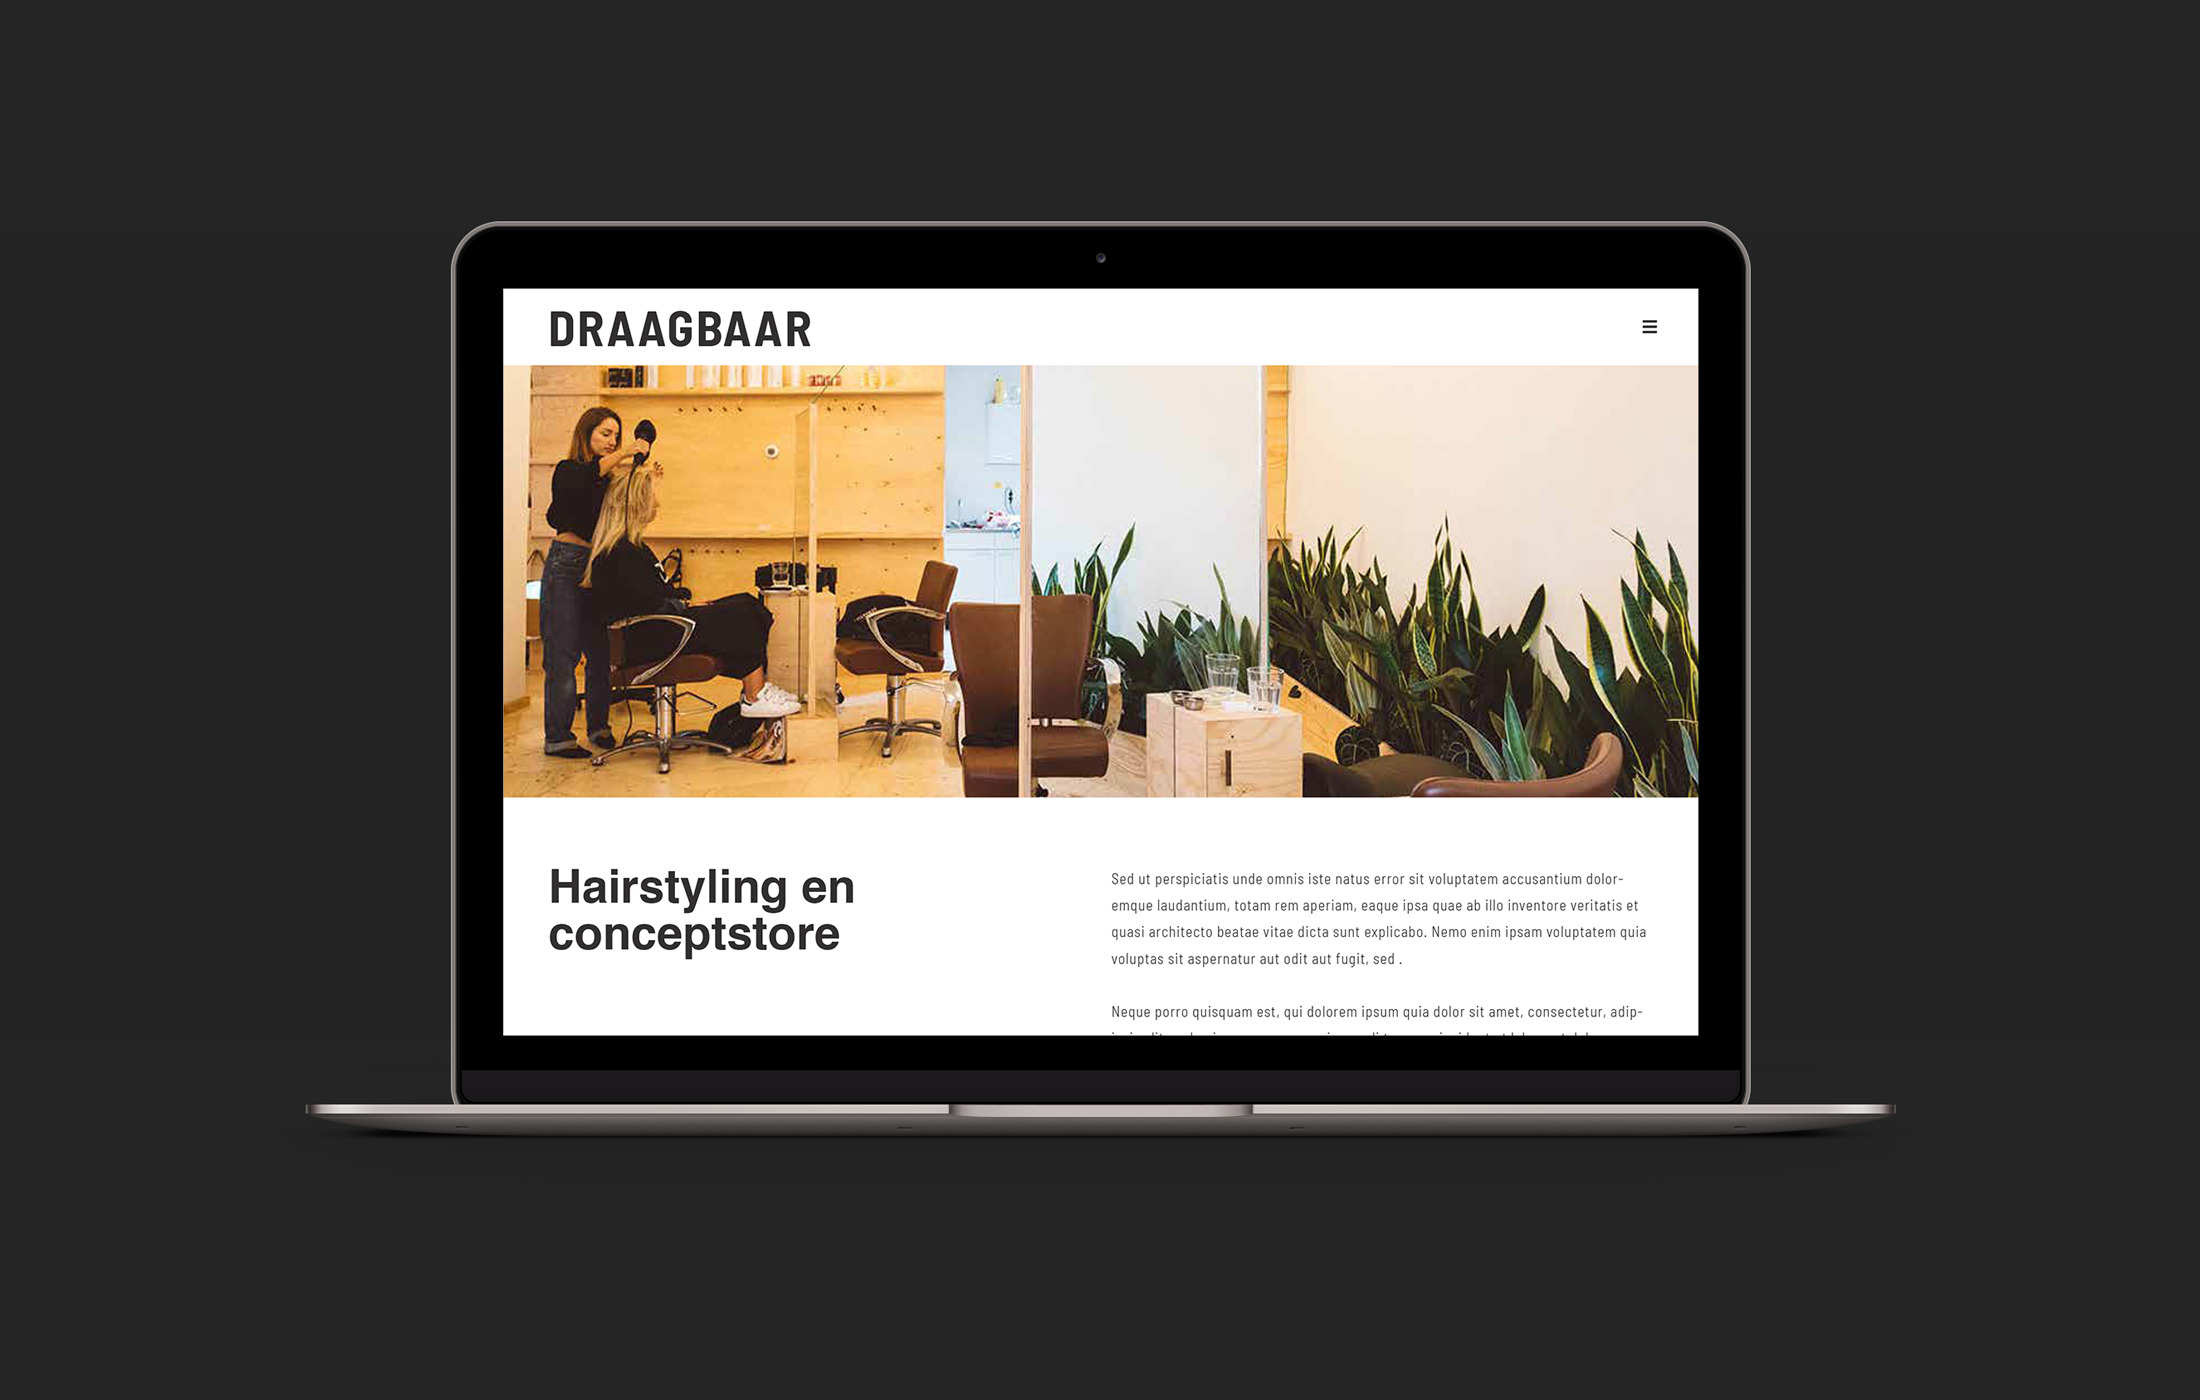 DRAAGBAAR
Hairstyling en
conceptstore
Sed ut perspiciatis unde omnis iste natus error sit voluptatem accusantium dolor-
emque laudantium, totam rem aperiam, eaque ipsa quae ab illo inventore veritatis et
quasi architecto beatae vitae dicta sunt explicabo. Nemo enim ipsam voluptatem quia
voluptas sit aspernatur aut odit aut fugit, sed .
Neque porro quisquam est, qui dolorem ipsum quia dolor sit amet, consectetur, adip-